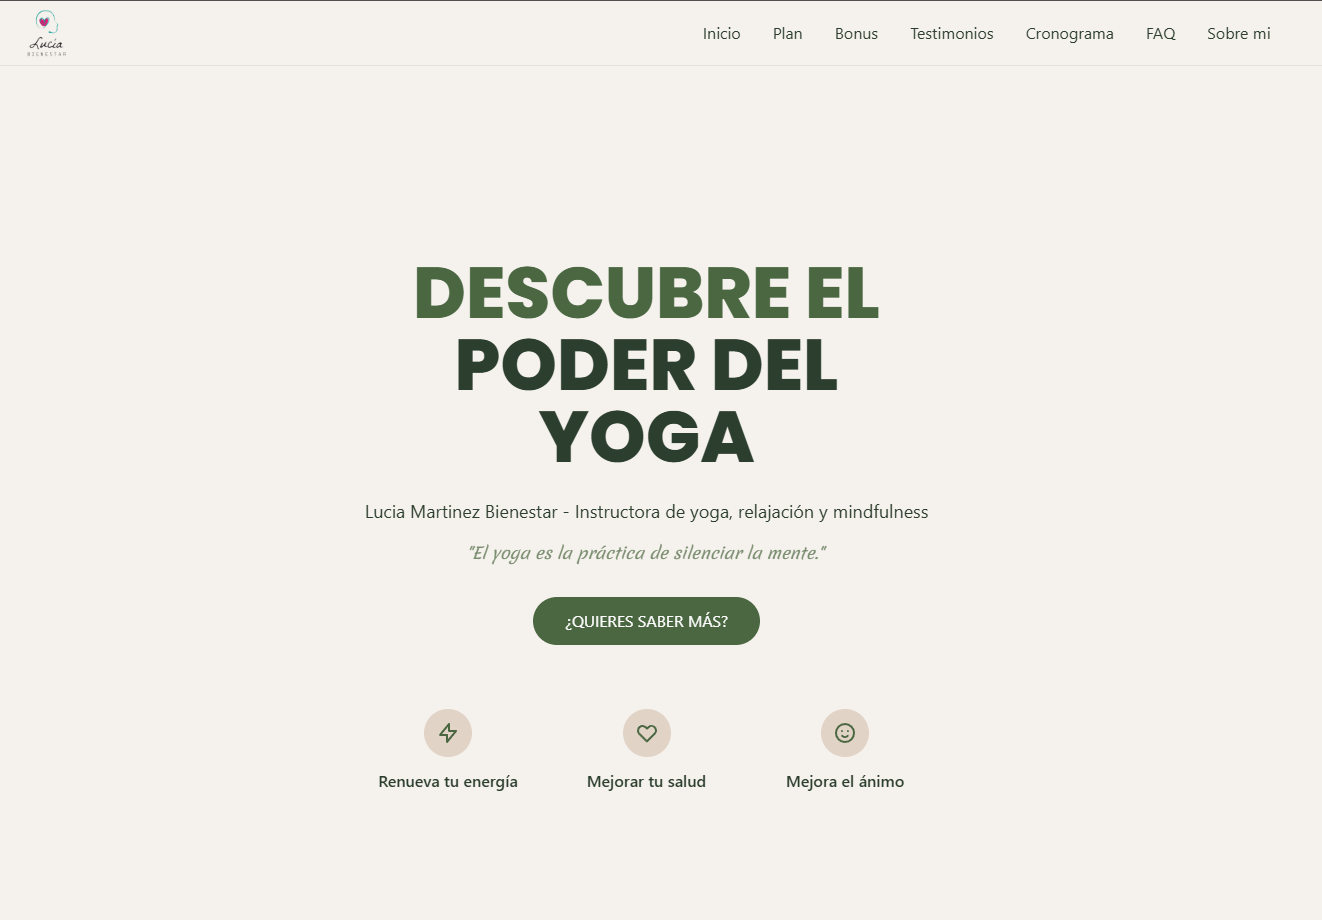 Lucía
BIENESTAR
Inicio Plan Bonus Testimonios Cronograma FAQ Sobre mi
DESCUBRE EL
PODER DEL
YOGA
Lucia Martinez Bienestar - Instructora de yoga, relajación y mindfulness
"El yoga es la práctica de silenciar la mente."
¿QUIERES SABER MÁS?
Renueva tu energía Mejorar tu salud Mejora el ánimo